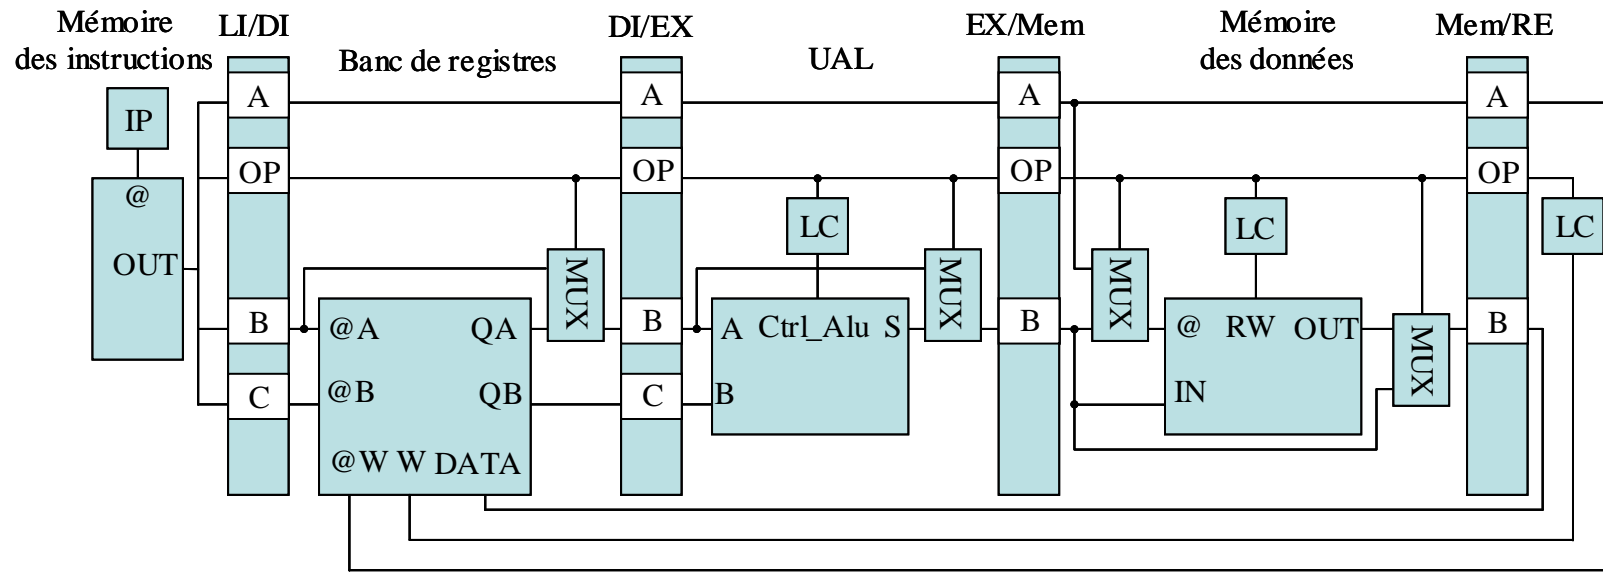 Mémoire
des instructions
LI/DI
Banc de registres
DI/EX
UAL
EX/Mem
Mémoire
des données
Mem/RE
A
A
A
A
IP
OP
OP
OP
OP
@
LC
LC
LC
OUT
MUX
MUX
MUX
MUX
B
@A QA
B
A Ctrl_Alu S
B
@ RW OUT
B
C
@B QB
C
B
IN
@W W DATA